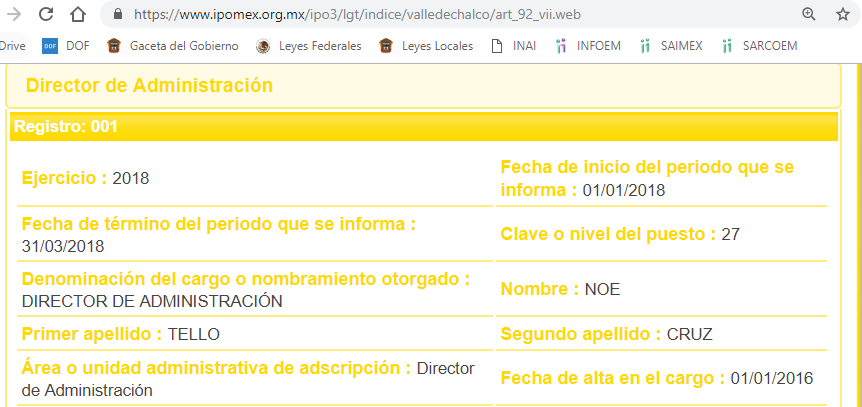 https://www.ipomex.org.mx/ipo3/lgt/indice/valledechalco/art_92_vii.web
Drive DOF DOF Gaceta del Gobierno Leyes Federales Leyes Locales INAI INFOEM SAIMEX SARCOEM
Director de Administración
Registro: 001
Ejercicio : 2018
Fecha de inicio del periodo que se
informa : 01/01/2018
Fecha de término del periodo que se informa :
31/03/2018
Clave o nivel del puesto : 27
Denominación del cargo o nombramiento otorgado :
DIRECTOR DE ADMINISTRACIÓN
Nombre : NOE
Primer apellido : TELLO
Segundo apellido : CRUZ
Área o unidad administrativa de adscripción : Director
de Administración
Fecha de alta en el cargo : 01/01/2016